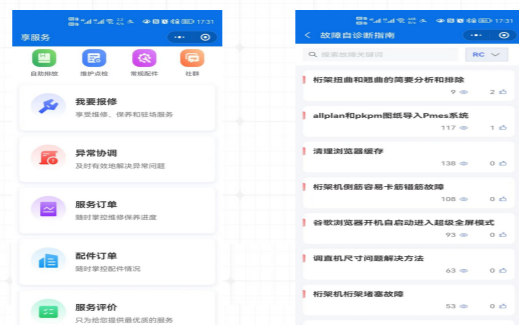 17:31
享服务
自助排故
维护点检
常规配件
社群
我要报修
享受维修、保养和驻场服务
异常协调
及时有效地解决异常问题
服务订单
随时掌控维修保养进度
配件订单
随时掌控配件情况
服务评价
只为给您提供最优质的服务
17:31
故障自诊断指南
搜索故障关键词
RC
桁架扭曲和翘曲的简要分析和排除
9 2
allplan和pkpm图纸导入Pmes系统
117 1
清理浏览器缓存
138 0
桁架机侧筋容易卡筋错筋故障
108 0
谷歌浏览器开机自启动进入超级全屏模式
93 0
调直机尺寸问题解决方法
63 0
桁架机桁架堵塞故障
53 0